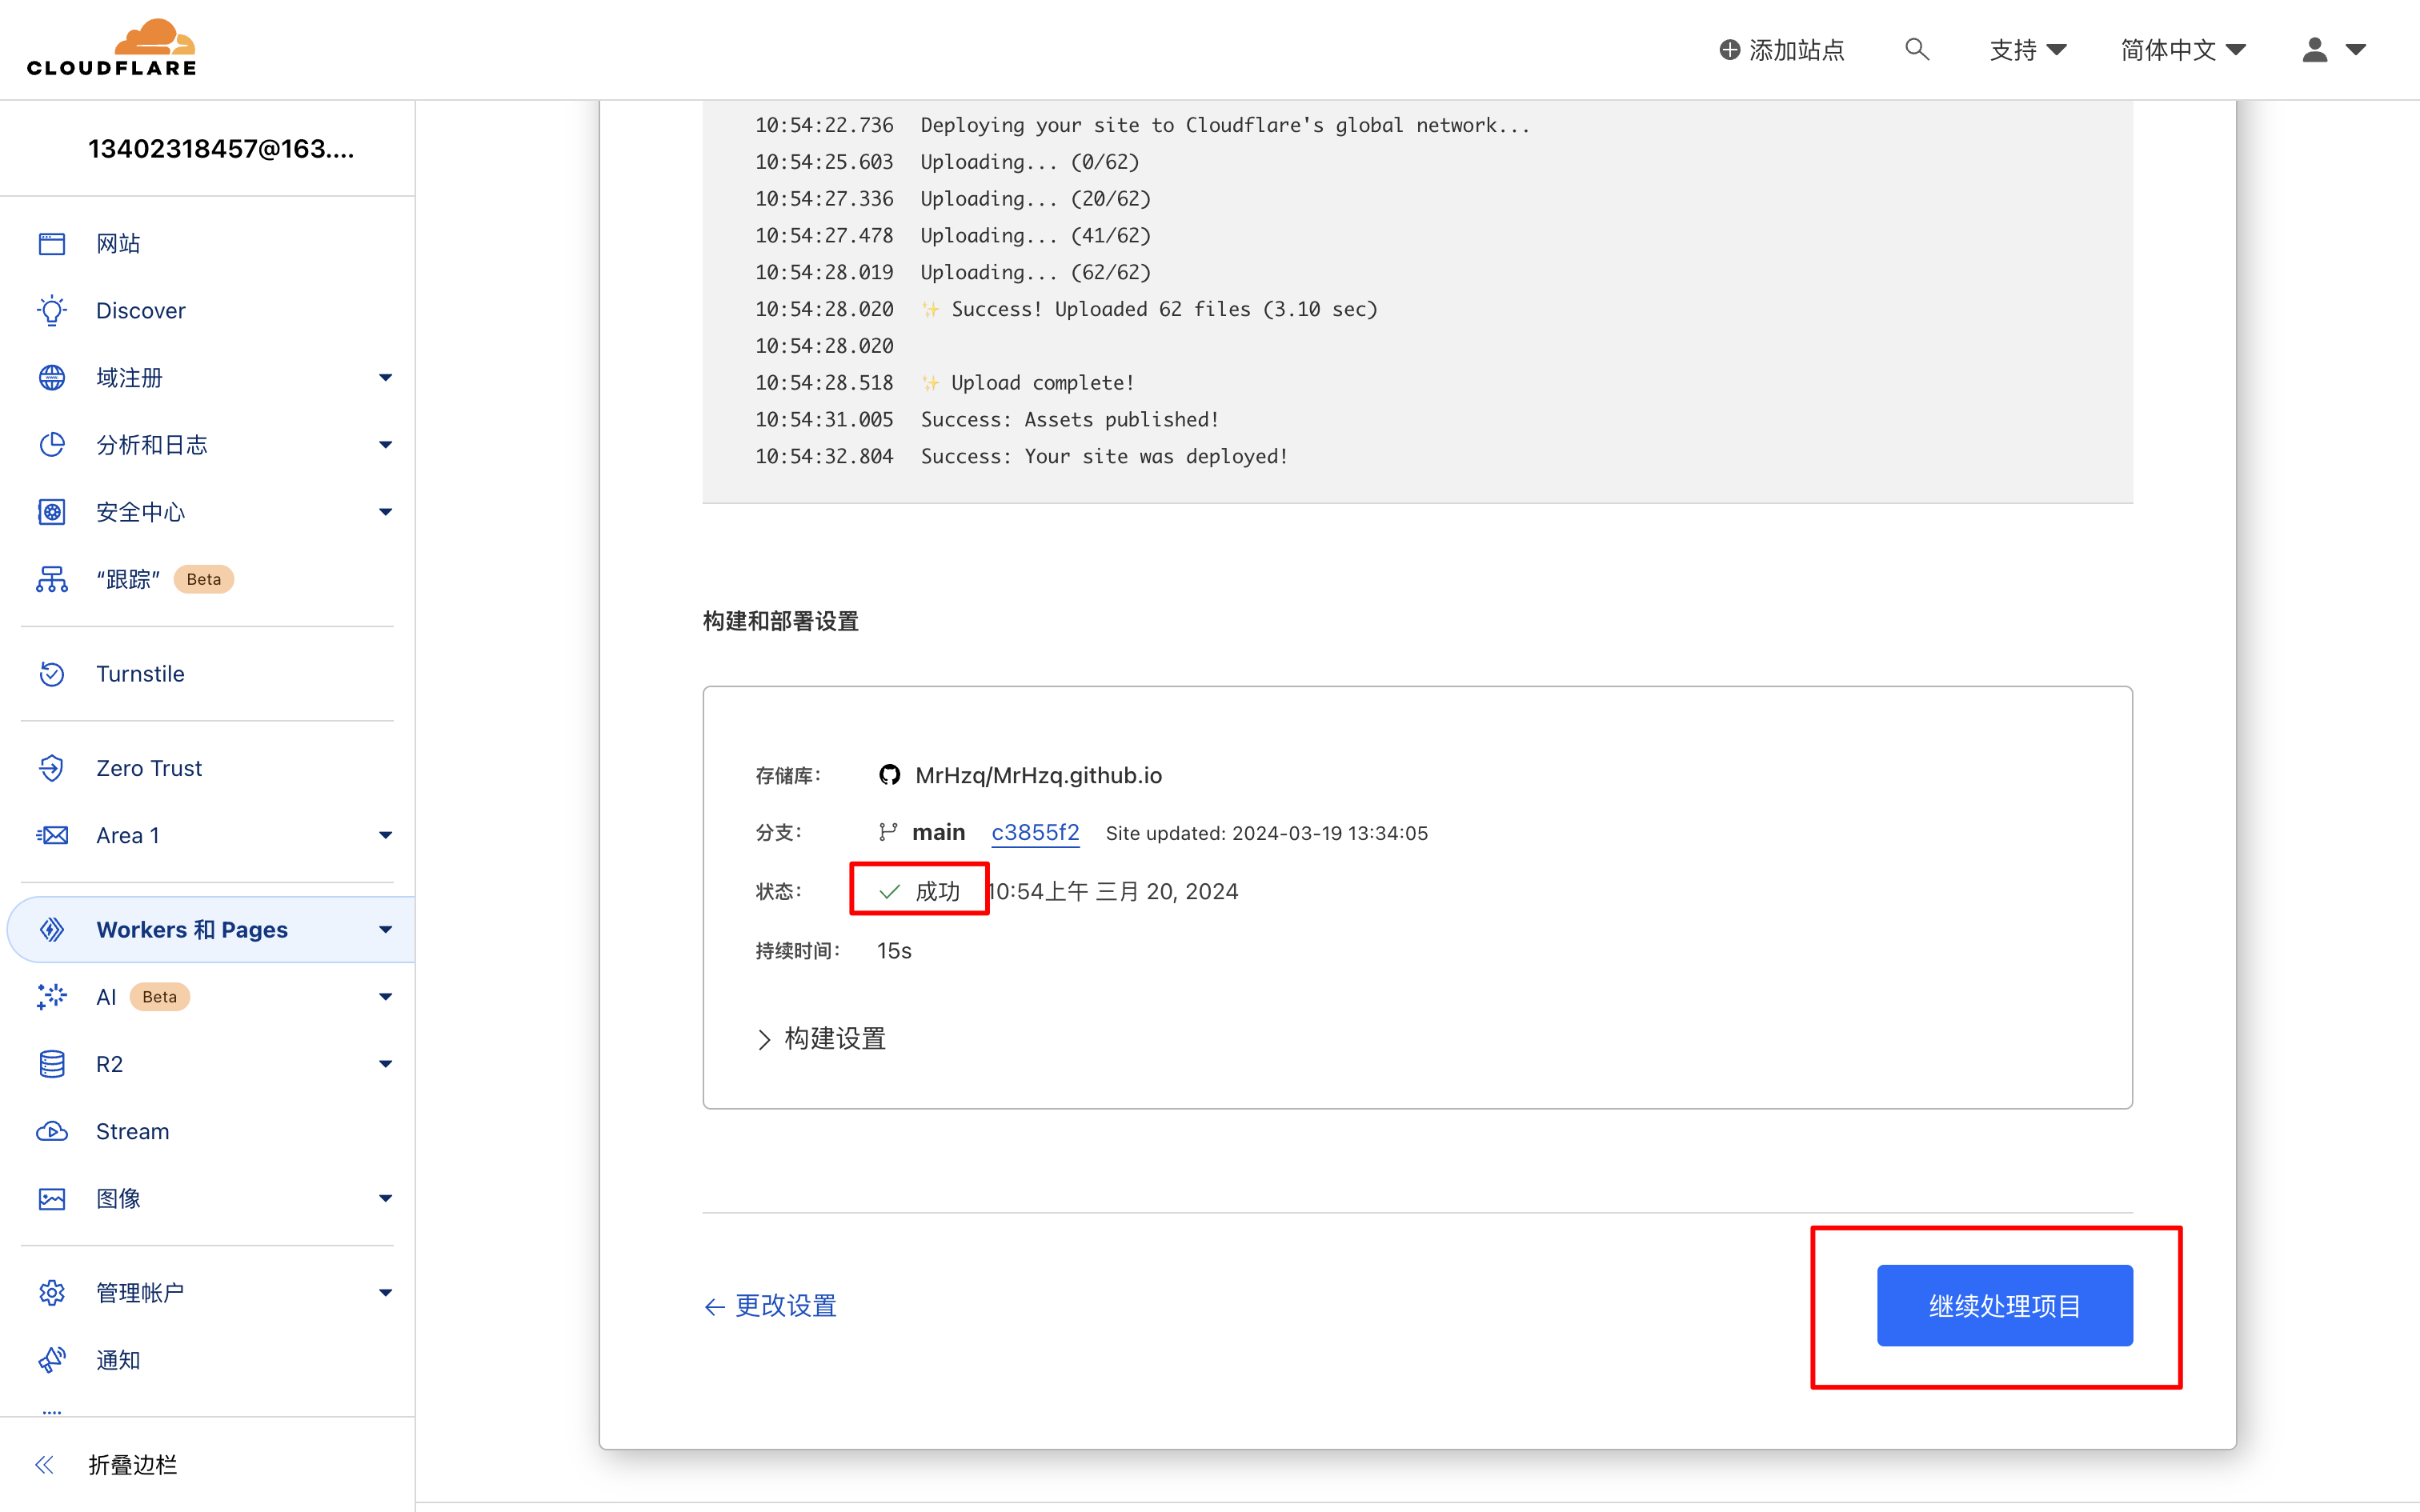 CLOUDFLARE
添加站点
支持
简体中文
13402318457@163....
网站
Discover
域注册
分析和日志
安全中心
“跟踪” Beta
Turnstile
Zero Trust
Area 1
Workers 和 Pages
AI Beta
R2
Stream
图像
管理帐户
通知
折叠边栏
10:54:22.736 Deploying your site to Cloudflare's global network...
10:54:25.603 Uploading... (0/62)
10:54:27.336 Uploading... (20/62)
10:54:27.478 Uploading... (41/62)
10:54:28.019 Uploading... (62/62)
10:54:28.020 ✨ Success! Uploaded 62 files (3.10 sec)
10:54:28.020
10:54:28.518 ✨ Upload complete!
10:54:31.005 Success: Assets published!
10:54:32.804 Success: Your site was deployed!
构建和部署设置
存储库: MrHzq/MrHzq.github.io
分支: main c3855f2 Site updated: 2024-03-19 13:34:05
状态: 成功 10:54上午 三月 20, 2024
持续时间: 15s
构建设置
← 更改设置
继续处理项目